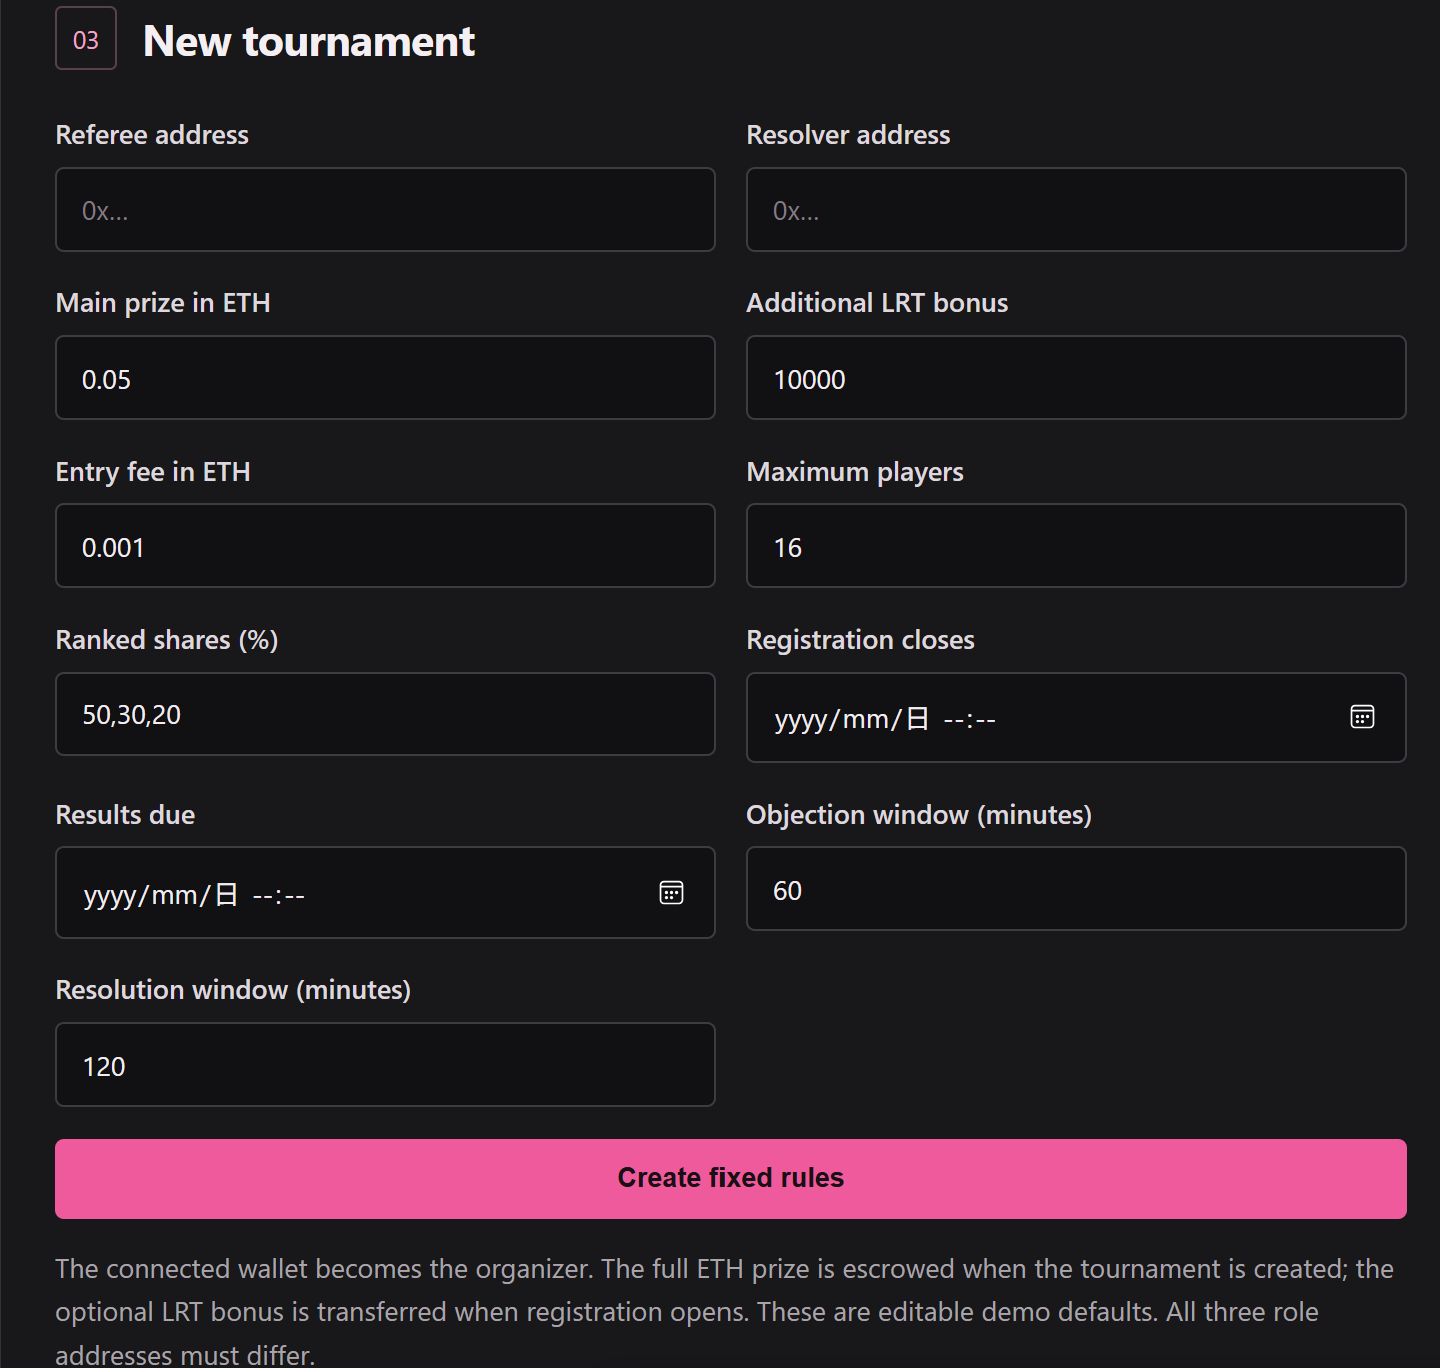 03
New tournament
Referee address
Resolver address
0x...
0x...
Main prize in ETH
Additional LRT bonus
0.05
10000
Entry fee in ETH
Maximum players
0.001
16
Ranked shares (%)
Registration closes
50,30,20
yyyy/mm/日 --:--
Results due
Objection window (minutes)
yyyy/mm/日 --:--
60
Resolution window (minutes)
120
Create fixed rules
The connected wallet becomes the organizer. The full ETH prize is escrowed when the tournament is created; the
optional LRT bonus is transferred when registration opens. These are editable demo defaults. All three role
addresses must differ.